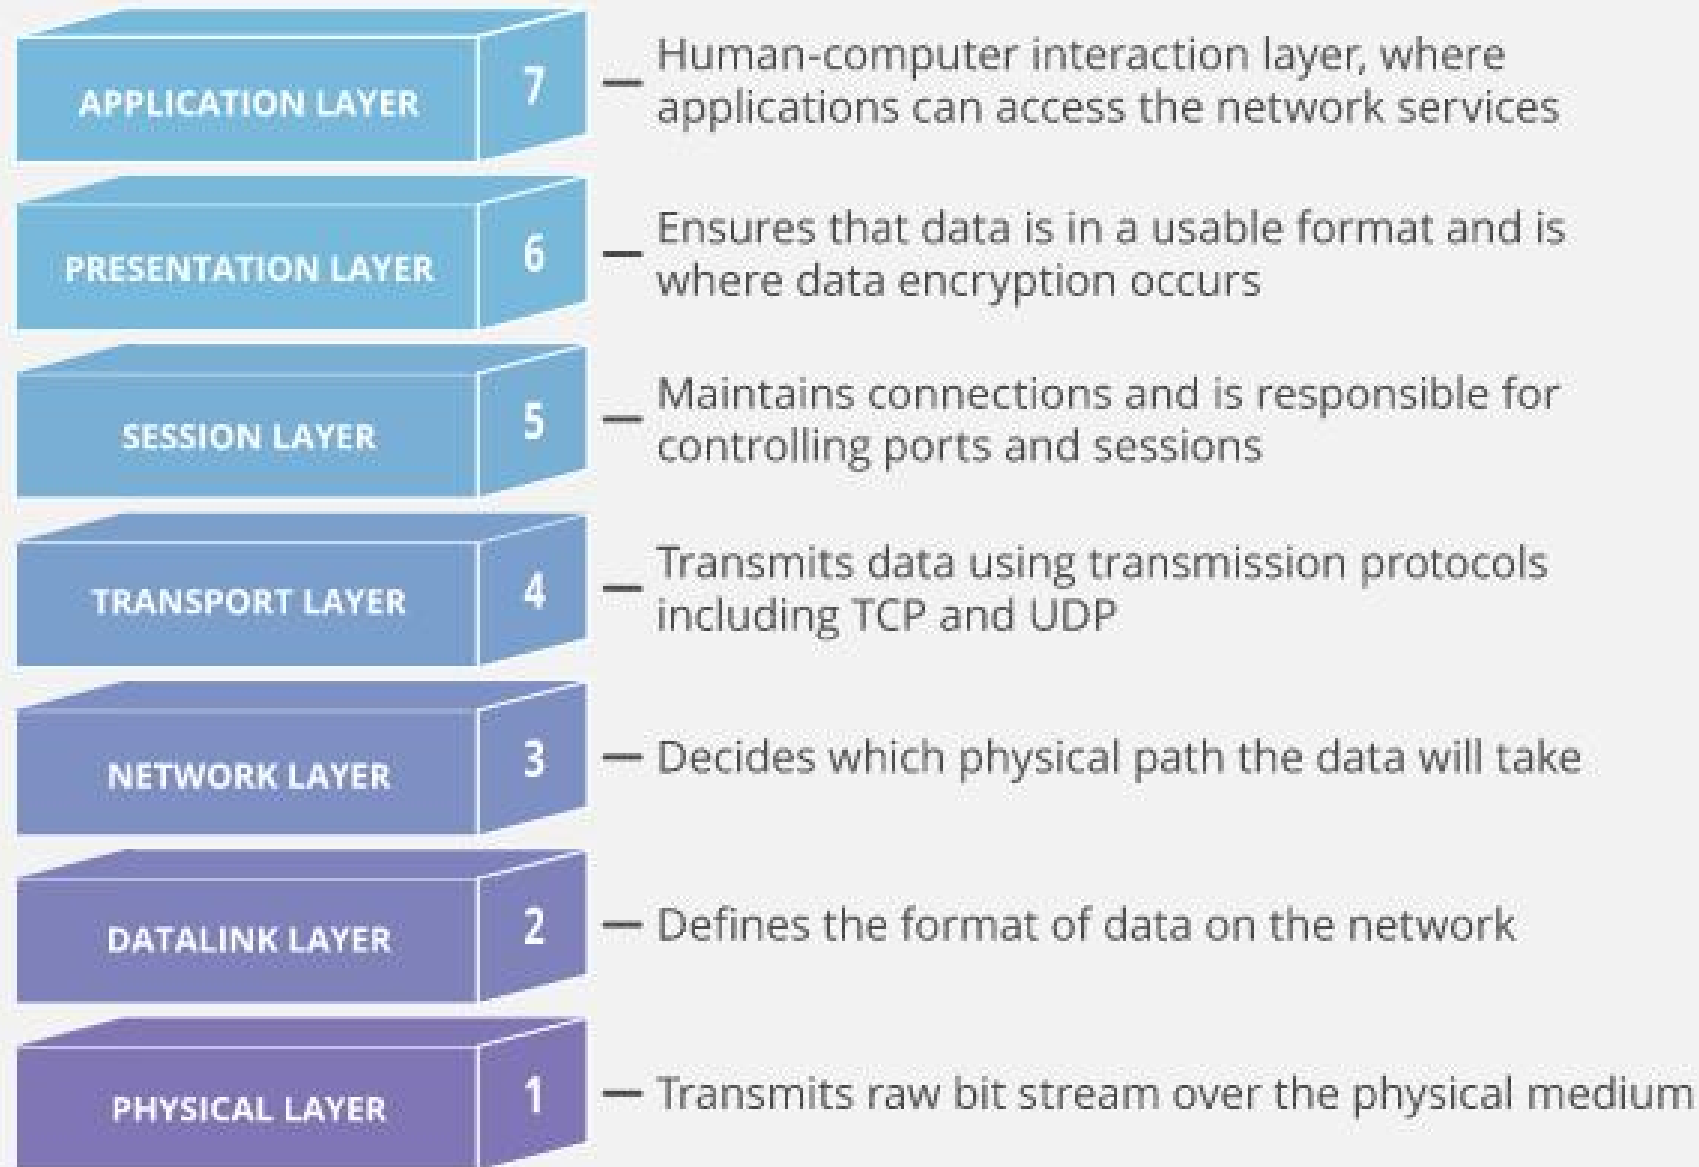 APPLICATION LAYER 7 — Human-computer interaction layer, where
applications can access the network services
PRESENTATION LAYER 6 — Ensures that data is in a usable format and is
where data encryption occurs
SESSION LAYER 5 — Maintains connections and is responsible for
controlling ports and sessions
TRANSPORT LAYER 4 — Transmits data using transmission protocols
including TCP and UDP
NETWORK LAYER 3 — Decides which physical path the data will take
DATALINK LAYER 2 — Defines the format of data on the network
PHYSICAL LAYER 1 — Transmits raw bit stream over the physical medium